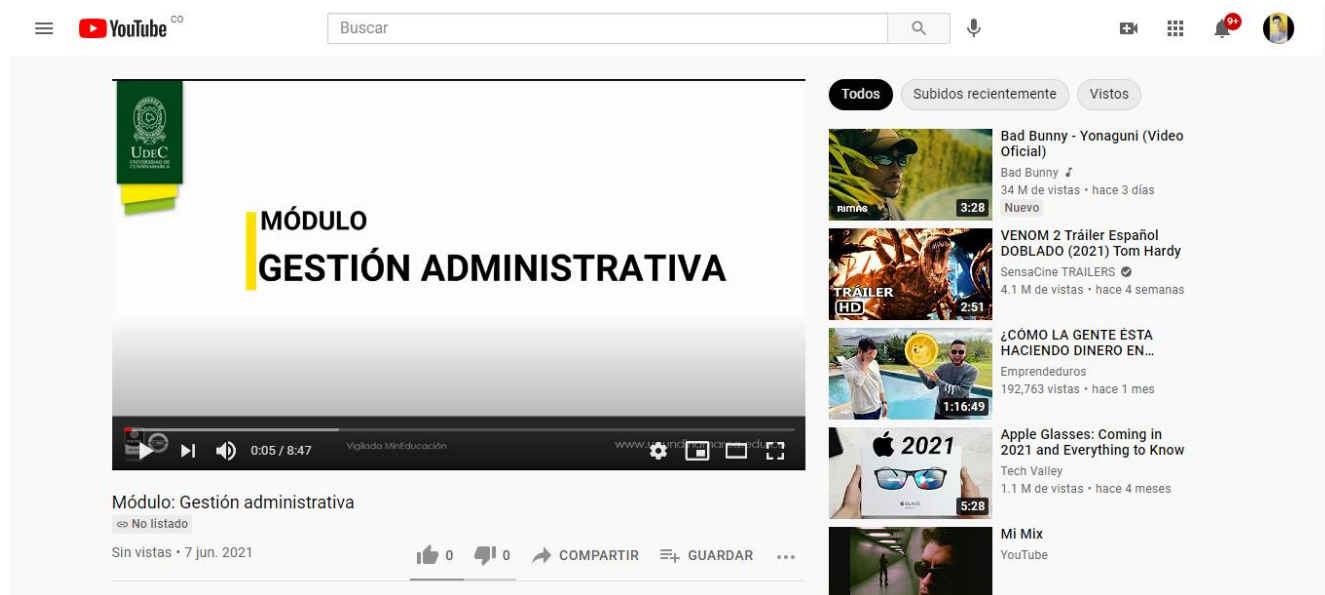 YouTube CO
Buscar
9+
UDEC
UNIVERSIDAD DE
CUNDINAMARCA
MÓDULO
GESTIÓN ADMINISTRATIVA
0:05 / 8:47
Vigilada MinEducación
Módulo: Gestión administrativa
No listado
Sin vistas • 7 jun. 2021
0
0
COMPARTIR
GUARDAR
Todos
Subidos recientemente
Vistos
RIMAS
3:28
Bad Bunny - Yonaguni (Video
Oficial)
Bad Bunny
34 M de vistas • hace 3 días
Nuevo
TRÁILER
HD
2:51
VENOM 2 Tráiler Español
DOBLADO (2021) Tom Hardy
SensaCine TRAILERS
4.1 M de vistas • hace 4 semanas
1:16:49
¿CÓMO LA GENTE ÉSTA
HACIENDO DINERO EN...
Emprendeduros
192,763 vistas • hace 1 mes
2021
5:28
Apple Glasses: Coming in
2021 and Everything to Know
Tech Valley
1.1 M de vistas • hace 4 meses
Mi Mix
YouTube